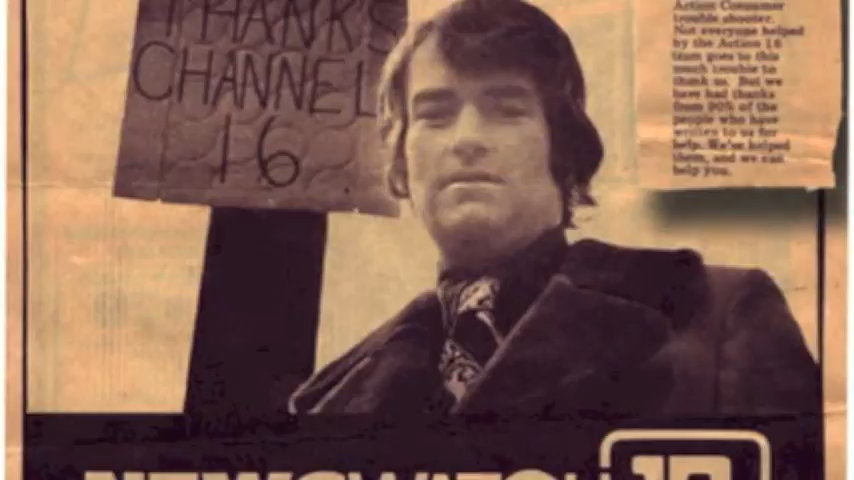 THANKS
CHANNEL
16
Action Consumer
trouble shooter.
Not everyone helped
by the Action 16
team goes to this
much trouble to
thank us. But we
have had thanks
from 90% of the
people who have
written to us for
help. We've helped
them, and we can
help you.
NEWSWATCH